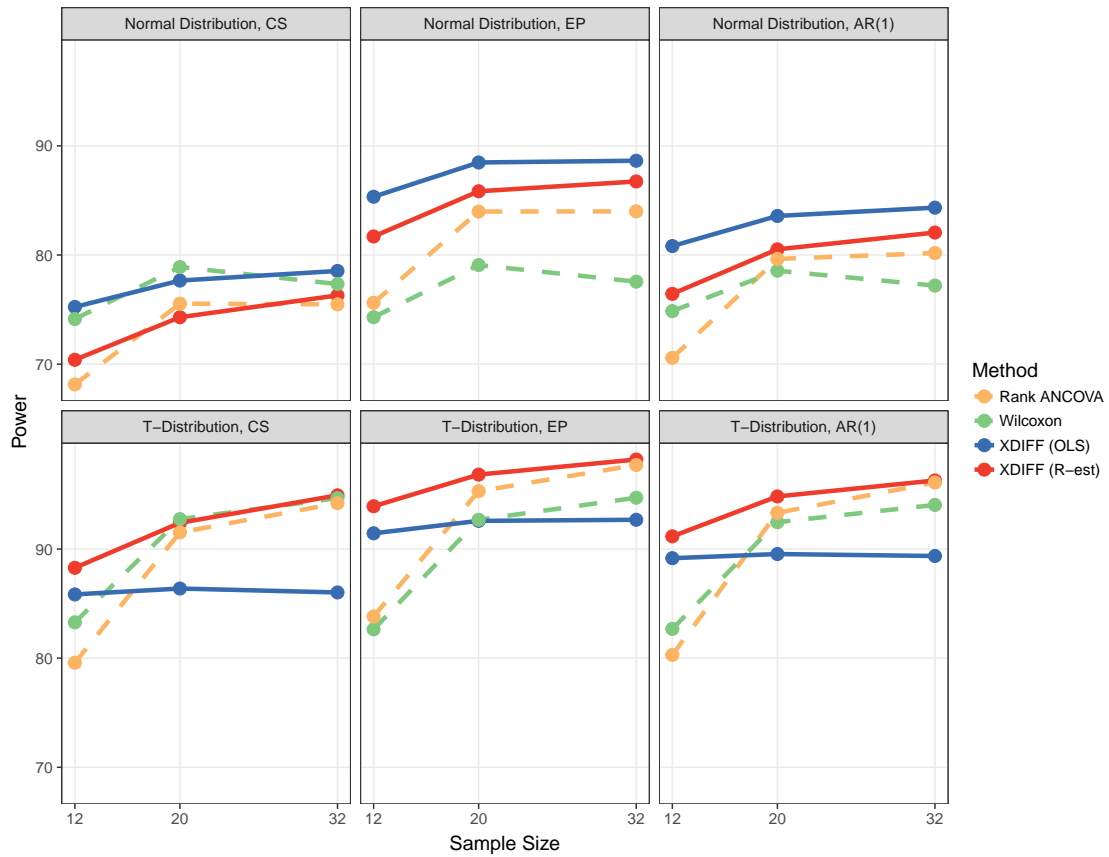 Normal Distribution, CS
Normal Distribution, EP
Normal Distribution, AR(1)
90
80
70
T−Distribution, CS
T−Distribution, EP
T−Distribution, AR(1)
90
80
70
12
20
32
12
20
32
12
20
32
Power
Sample Size
Method
Rank ANCOVA
Wilcoxon
XDIFF (OLS)
XDIFF (R−est)